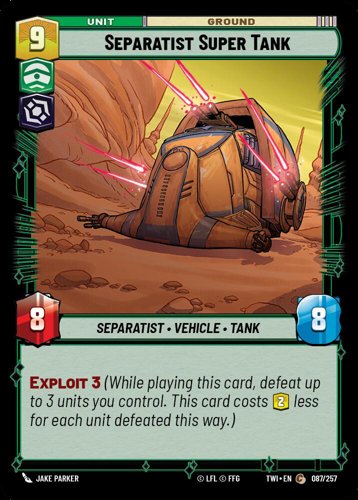 UNIT
GROUND
9
SEPARATIST SUPER TANK
8
8
SEPARATIST • VEHICLE • TANK
EXPLOIT 3 (While playing this card, defeat up
to 3 units you control. This card costs 2 less
for each unit defeated this way.)
JAKE PARKER
© LFL © FFG
TWI • EN C 087/257